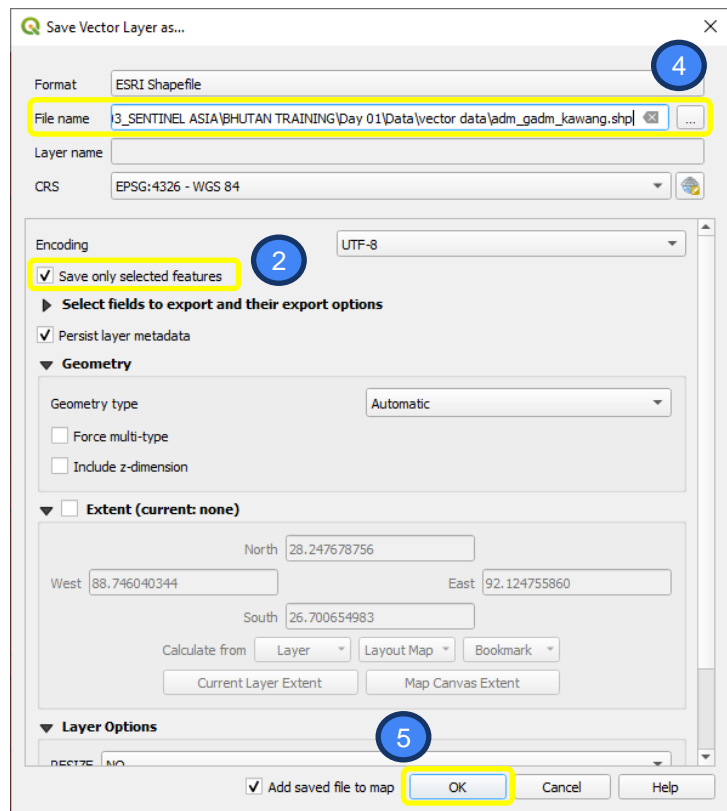 Save Vector Layer as...
4
Format ESRI Shapefile
File name 03_SENTINEL ASIA\BHUTAN TRAINING\Day 01\Data\vector data\adm_gadm_kawang.shp ...
Layer name
CRS EPSG:4326 - WGS 84
Encoding UTF-8
2
Save only selected features
Select fields to export and their export options
Persist layer metadata
Geometry
Geometry type Automatic
Force multi-type
Include z-dimension
Extent (current: none)
North 28.247678756
West 88.746040344 East 92.124755860
South 26.700654983
Calculate from Layer Layout Map Bookmark
Current Layer Extent Map Canvas Extent
Layer Options
5
RESIZE NO
Add saved file to map OK Cancel Help